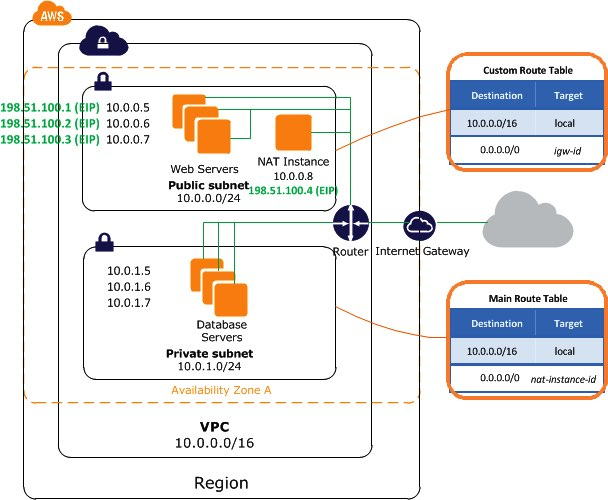 AWS
198.51.100.1 (EIP) 10.0.0.5
198.51.100.2 (EIP) 10.0.0.6
198.51.100.3 (EIP) 10.0.0.7
Web Servers
Public subnet
10.0.0.0/24
NAT Instance
10.0.0.8
198.51.100.4 (EIP)
Custom Route Table
Destination Target
10.0.0.0/16 local
0.0.0.0/0 igw-id
Router
Internet Gateway
10.0.1.5
10.0.1.6
10.0.1.7
Database
Servers
Private subnet
10.0.1.0/24
Main Route Table
Destination Target
10.0.0.0/16 local
0.0.0.0/0 nat-instance-id
Availability Zone A
VPC
10.0.0.0/16
Region